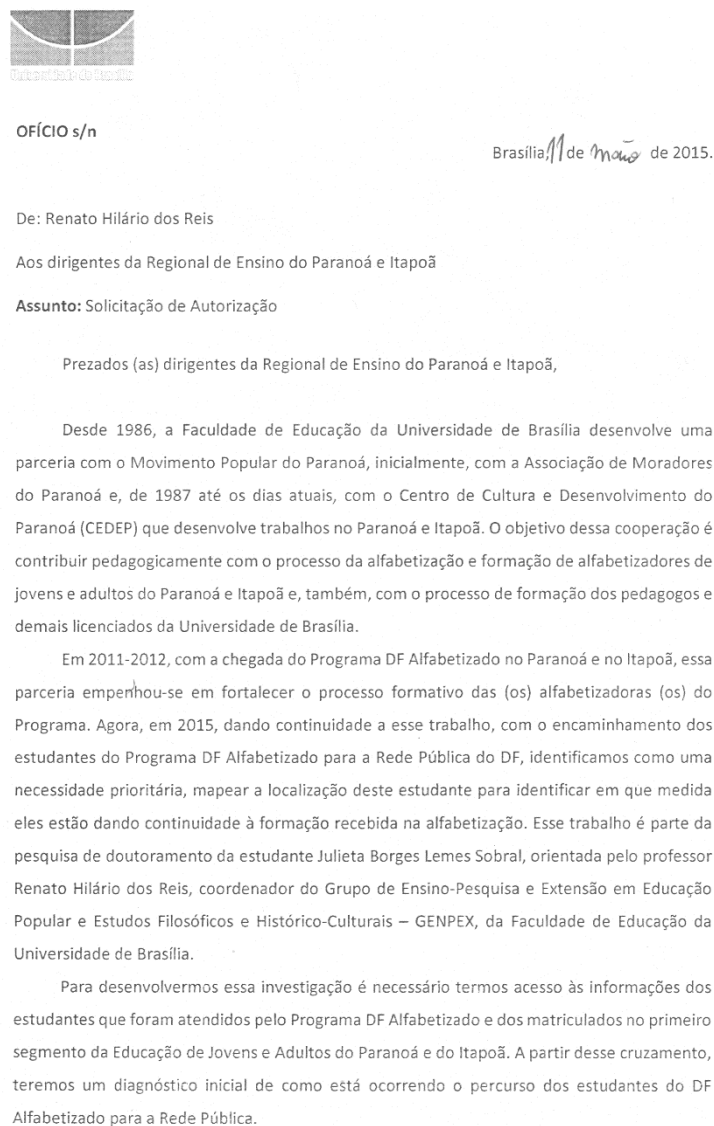 Universidade de Brasília
OFÍCIO s/n
Brasília, 11 de maio de 2015.
De: Renato Hilário dos Reis
Aos dirigentes da Regional de Ensino do Paranoá e Itapoã
Assunto: Solicitação de Autorização
Prezados (as) dirigentes da Regional de Ensino do Paranoá e Itapoã,
Desde 1986, a Faculdade de Educação da Universidade de Brasília desenvolve uma
parceria com o Movimento Popular do Paranoá, inicialmente, com a Associação de Moradores
do Paranoá e, de 1987 até os dias atuais, com o Centro de Cultura e Desenvolvimento do
Paranoá (CEDEP) que desenvolve trabalhos no Paranoá e Itapoã. O objetivo dessa cooperação é
contribuir pedagogicamente com o processo da alfabetização e formação de alfabetizadores de
jovens e adultos do Paranoá e Itapoã e, também, com o processo de formação dos pedagogos e
demais licenciados da Universidade de Brasília.
Em 2011-2012, com a chegada do Programa DF Alfabetizado no Paranoá e no Itapoã, essa
parceria empenhou-se em fortalecer o processo formativo das (os) alfabetizadoras (os) do
Programa. Agora, em 2015, dando continuidade a esse trabalho, com o encaminhamento dos
estudantes do Programa DF Alfabetizado para a Rede Pública do DF, identificamos como uma
necessidade prioritária, mapear a localização deste estudante para identificar em que medida
eles estão dando continuidade à formação recebida na alfabetização. Esse trabalho é parte da
pesquisa de doutoramento da estudante Julieta Borges Lemes Sobral, orientada pelo professor
Renato Hilário dos Reis, coordenador do Grupo de Ensino-Pesquisa e Extensão em Educação
Popular e Estudos Filosóficos e Histórico-Culturais – GENPEX, da Faculdade de Educação da
Universidade de Brasília.
Para desenvolvermos essa investigação é necessário termos acesso às informações dos
estudantes que foram atendidos pelo Programa DF Alfabetizado e dos matriculados no primeiro
segmento da Educação de Jovens e Adultos do Paranoá e do Itapoã. A partir desse cruzamento,
teremos um diagnóstico inicial de como está ocorrendo o percurso dos estudantes do DF
Alfabetizado para a Rede Pública.